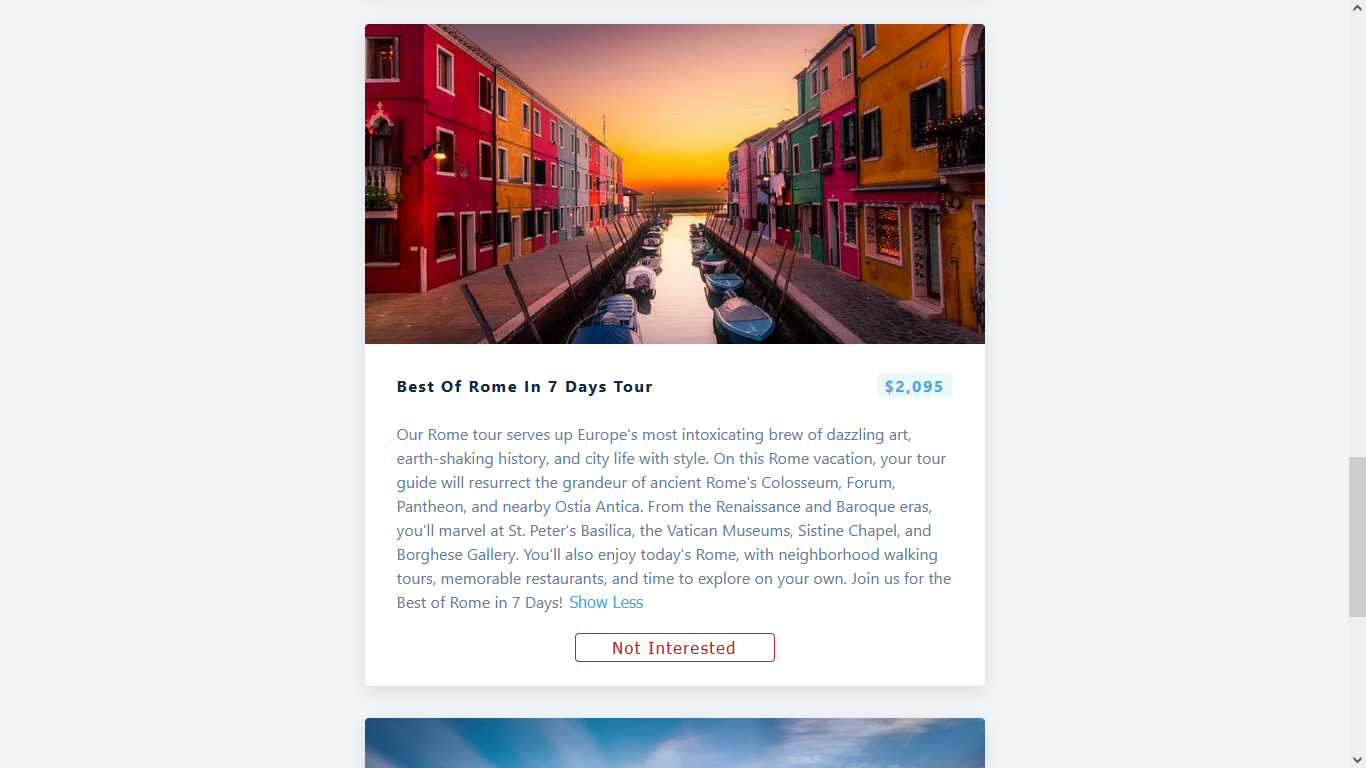 Best Of Rome In 7 Days Tour
$2,095
Our Rome tour serves up Europe's most intoxicating brew of dazzling art,
earth-shaking history, and city life with style. On this Rome vacation, your tour
guide will resurrect the grandeur of ancient Rome's Colosseum, Forum,
Pantheon, and nearby Ostia Antica. From the Renaissance and Baroque eras,
you'll marvel at St. Peter's Basilica, the Vatican Museums, Sistine Chapel, and
Borghese Gallery. You'll also enjoy today's Rome, with neighborhood walking
tours, memorable restaurants, and time to explore on your own. Join us for the
Best of Rome in 7 Days! Show Less
Not Interested